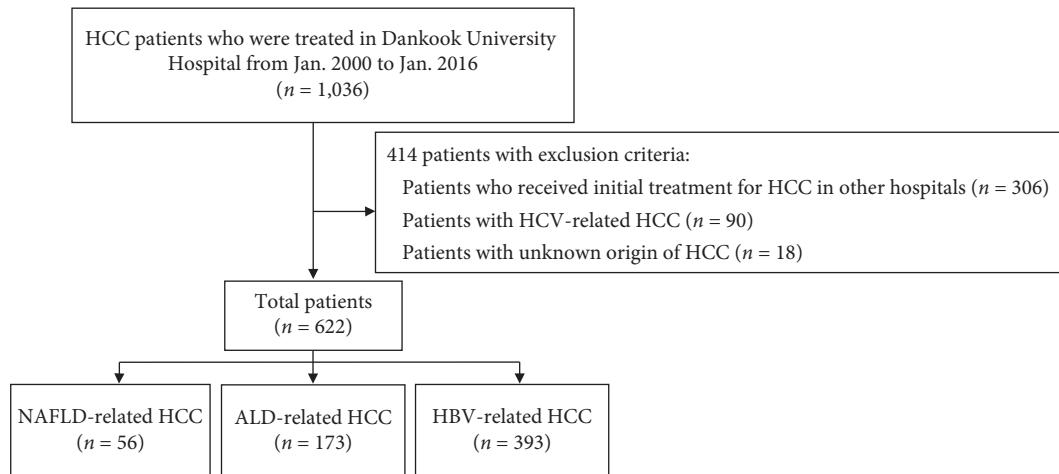 HCC patients who were treated in Dankook University
Hospital from Jan. 2000 to Jan. 2016
(n = 1,036)
414 patients with exclusion criteria:
Patients who received initial treatment for HCC in other hospitals (n = 306)
Patients with HCV-related HCC (n = 90)
Patients with unknown origin of HCC (n = 18)
Total patients
(n = 622)
NAFLD-related HCC
(n = 56)
ALD-related HCC
(n = 173)
HBV-related HCC
(n = 393)